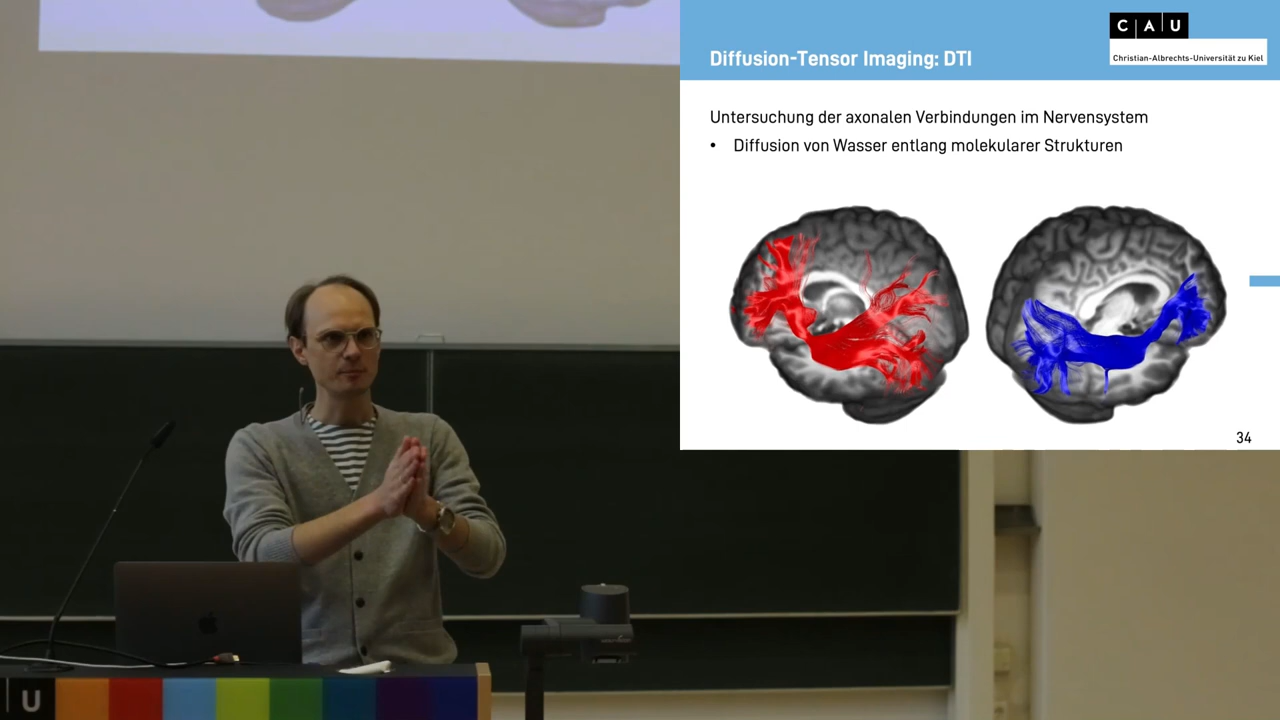 Diffusion-Tensor Imaging: DTI
C A U
Christian-Albrechts-Universität zu Kiel
Untersuchung der axonalen Verbindungen im Nervensystem
• Diffusion von Wasser entlang molekularer Strukturen
34
U